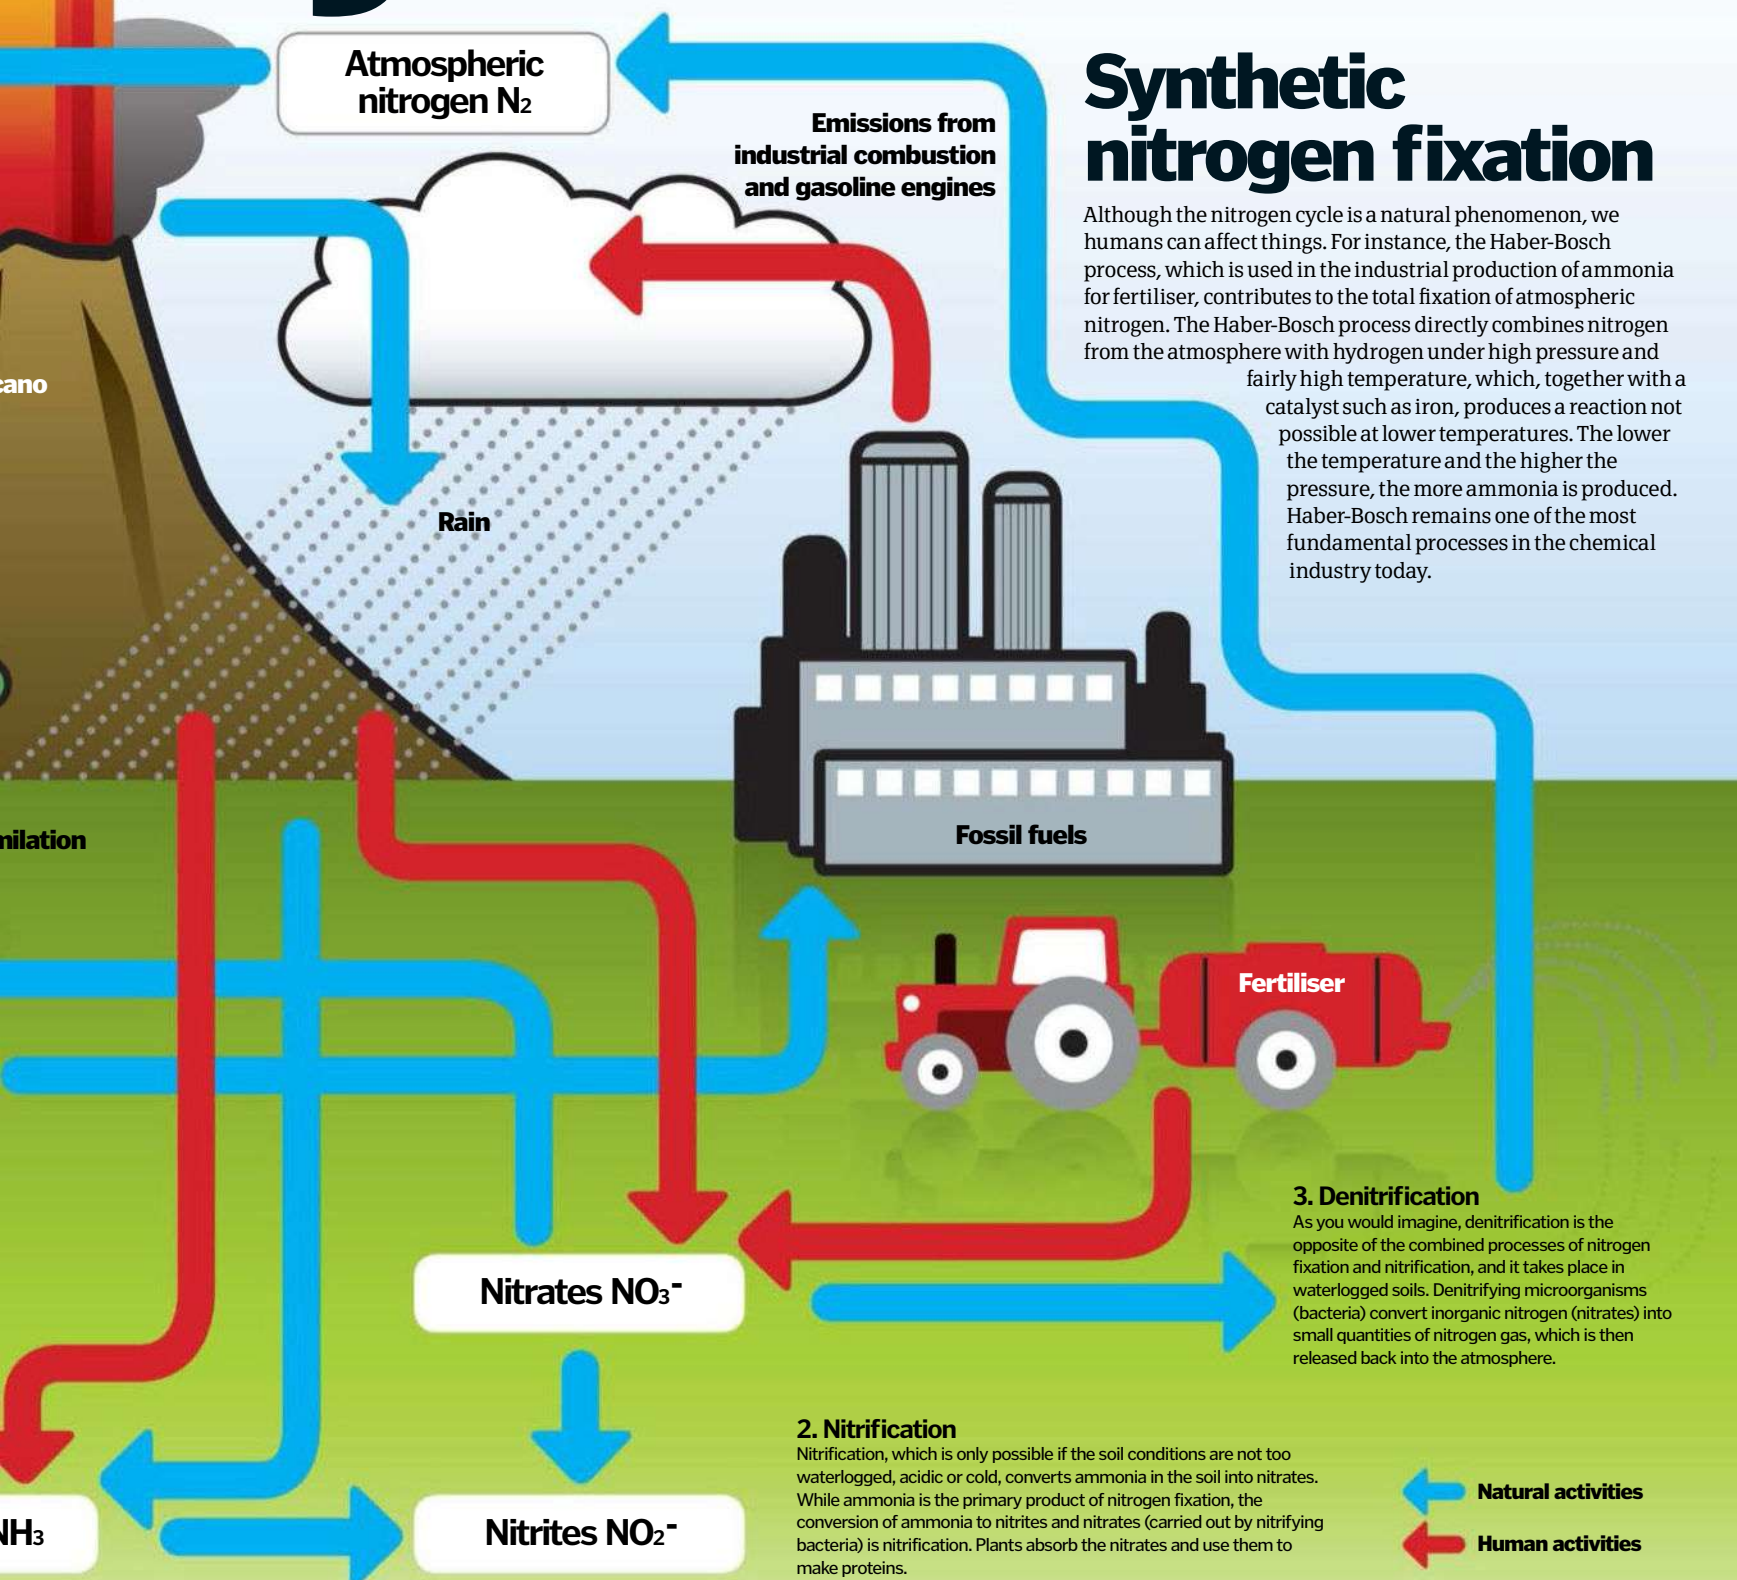 Atmospheric
nitrogen N2
Emissions from
industrial combustion
and gasoline engines
Synthetic
nitrogen fixation
Although the nitrogen cycle is a natural phenomenon, we
humans can affect things. For instance, the Haber-Bosch
process, which is used in the industrial production of ammonia
for fertiliser, contributes to the total fixation of atmospheric
nitrogen. The Haber-Bosch process directly combines nitrogen
from the atmosphere with hydrogen under high pressure and
fairly high temperature, which, together with a
catalyst such as iron, produces a reaction not
possible at lower temperatures. The lower
the temperature and the higher the
pressure, the more ammonia is produced.
Haber-Bosch remains one of the most
fundamental processes in the chemical
industry today.
cano
Rain
milation
Fossil fuels
Fertiliser
3. Denitrification
As you would imagine, denitrification is the
opposite of the combined processes of nitrogen
fixation and nitrification, and it takes place in
waterlogged soils. Denitrifying microorganisms
(bacteria) convert inorganic nitrogen (nitrates) into
small quantities of nitrogen gas, which is then
released back into the atmosphere.
Nitrates NO3-
2. Nitrification
Nitrification, which is only possible if the soil conditions are not too
waterlogged, acidic or cold, converts ammonia in the soil into nitrates.
While ammonia is the primary product of nitrogen fixation, the
conversion of ammonia to nitrites and nitrates (carried out by nitrifying
bacteria) is nitrification. Plants absorb the nitrates and use them to
make proteins.
NH3
Nitrites NO2-
Natural activities
Human activities